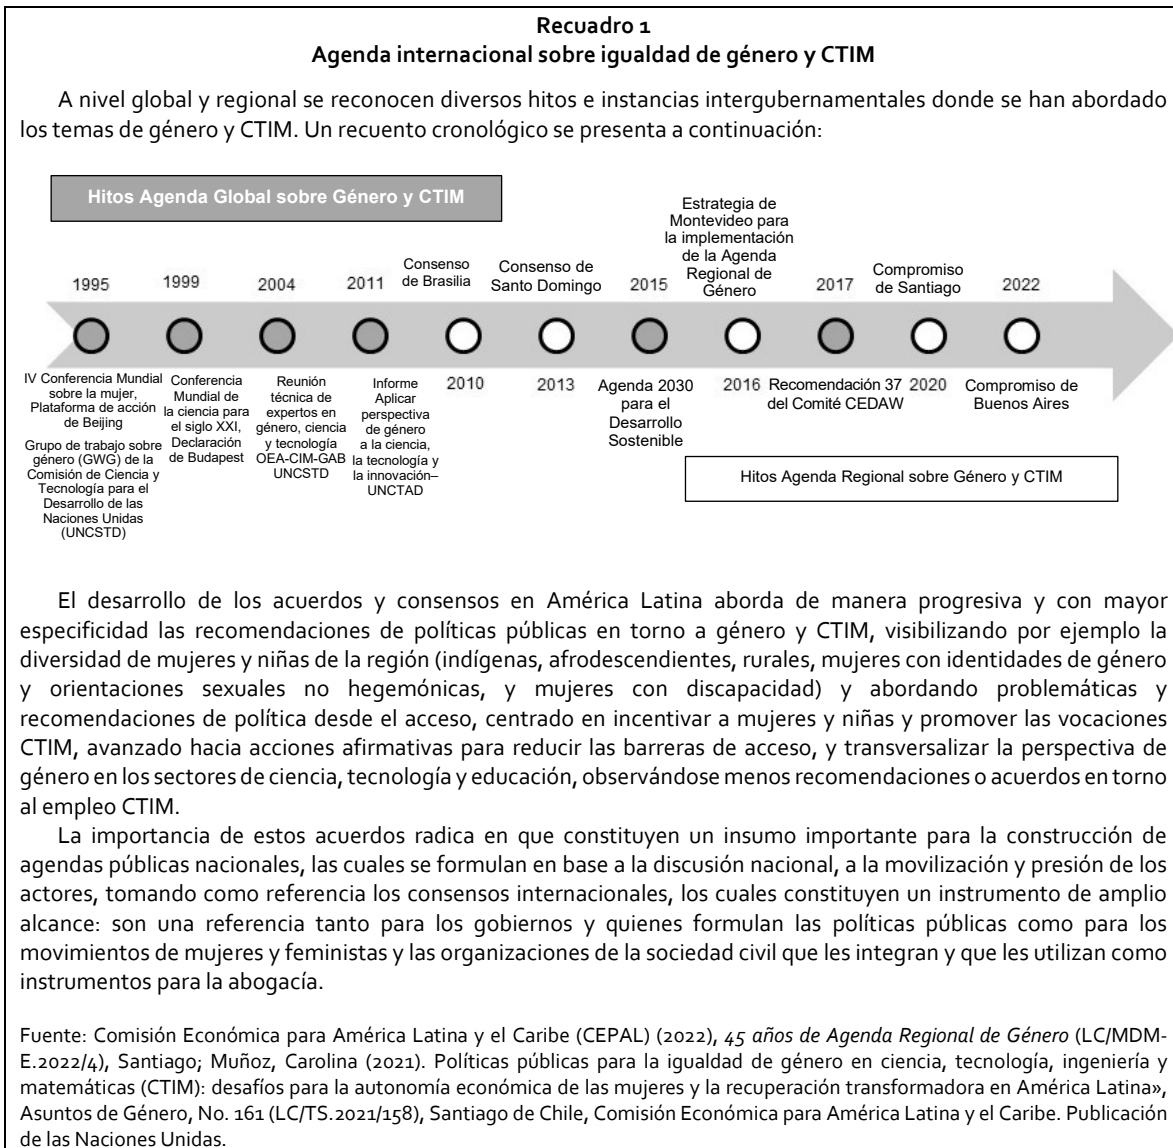 Recuadro 1
Agenda internacional sobre igualdad de género y CTIM
A nivel global y regional se reconocen diversos hitos e instancias intergubernamentales donde se han abordado
los temas de género y CTIM. Un recuento cronológico se presenta a continuación:
Hitos Agenda Global sobre Género y CTIM
1995
1999
2004
2011
Consenso
de Brasilia
Consenso de
Santo Domingo
2015
Estrategia de
Montevideo para
la implementación
de la Agenda
Regional de
Género
2017
Compromiso
de Santiago
2022
IV Conferencia Mundial
sobre la mujer,
Plataforma de acción
de Beijing
Grupo de trabajo sobre
género (GWG) de la
Comisión de Ciencia y
Tecnología para el
Desarrollo de las
Naciones Unidas
(UNCSTD)
Conferencia
Mundial de
la ciencia para
el siglo XXI,
Declaración
de Budapest
Reunión
técnica de
expertos en
género, ciencia
y tecnología
OEA-CIM-GAB
UNCSTD
Informe
Aplicar
perspectiva
de género
a la ciencia,
la tecnología y
la innovación–
UNCTAD
2010
2013
Agenda 2030
para el
Desarrollo
Sostenible
2016
Recomendación 37
del Comité CEDAW
2020
Compromiso de
Buenos Aires
Hitos Agenda Regional sobre Género y CTIM
El desarrollo de los acuerdos y consensos en América Latina aborda de manera progresiva y con mayor
especificidad las recomendaciones de políticas públicas en torno a género y CTIM, visibilizando por ejemplo la
diversidad de mujeres y niñas de la región (indígenas, afrodescendientes, rurales, mujeres con identidades de género
y orientaciones sexuales no hegemónicas, y mujeres con discapacidad) y abordando problemáticas y
recomendaciones de política desde el acceso, centrado en incentivar a mujeres y niñas y promover las vocaciones
CTIM, avanzado hacia acciones afirmativas para reducir las barreras de acceso, y transversalizar la perspectiva de
género en los sectores de ciencia, tecnología y educación, observándose menos recomendaciones o acuerdos en torno
al empleo CTIM.
La importancia de estos acuerdos radica en que constituyen un insumo importante para la construcción de
agendas públicas nacionales, las cuales se formulan en base a la discusión nacional, a la movilización y presión de los
actores, tomando como referencia los consensos internacionales, los cuales constituyen un instrumento de amplio
alcance: son una referencia tanto para los gobiernos y quienes formulan las políticas públicas como para los
movimientos de mujeres y feministas y las organizaciones de la sociedad civil que les integran y que les utilizan como
instrumentos para la abogacía.
Fuente: Comisión Económica para América Latina y el Caribe (CEPAL) (2022), 45 años de Agenda Regional de Género (LC/MDM-
E.2022/4), Santiago; Muñoz, Carolina (2021). Políticas públicas para la igualdad de género en ciencia, tecnología, ingeniería y
matemáticas (CTIM): desafíos para la autonomía económica de las mujeres y la recuperación transformadora en América Latina»,
Asuntos de Género, No. 161 (LC/TS.2021/158), Santiago de Chile, Comisión Económica para América Latina y el Caribe. Publicación
de las Naciones Unidas.